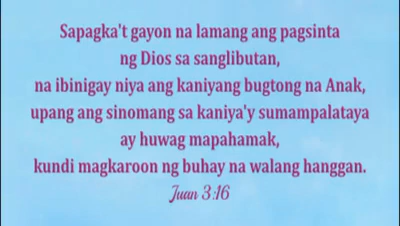 Sapagka't gayon na lamang ang pagsinta
ng Dios sa sanglibutan,
na ibinigay niya ang kaniyang bugtong na Anak,
upang ang sinomang sa kaniya'y sumampalataya
ay huwag mapahamak,
kundi magkaroon ng buhay na walang hanggan.
Juan 3:16